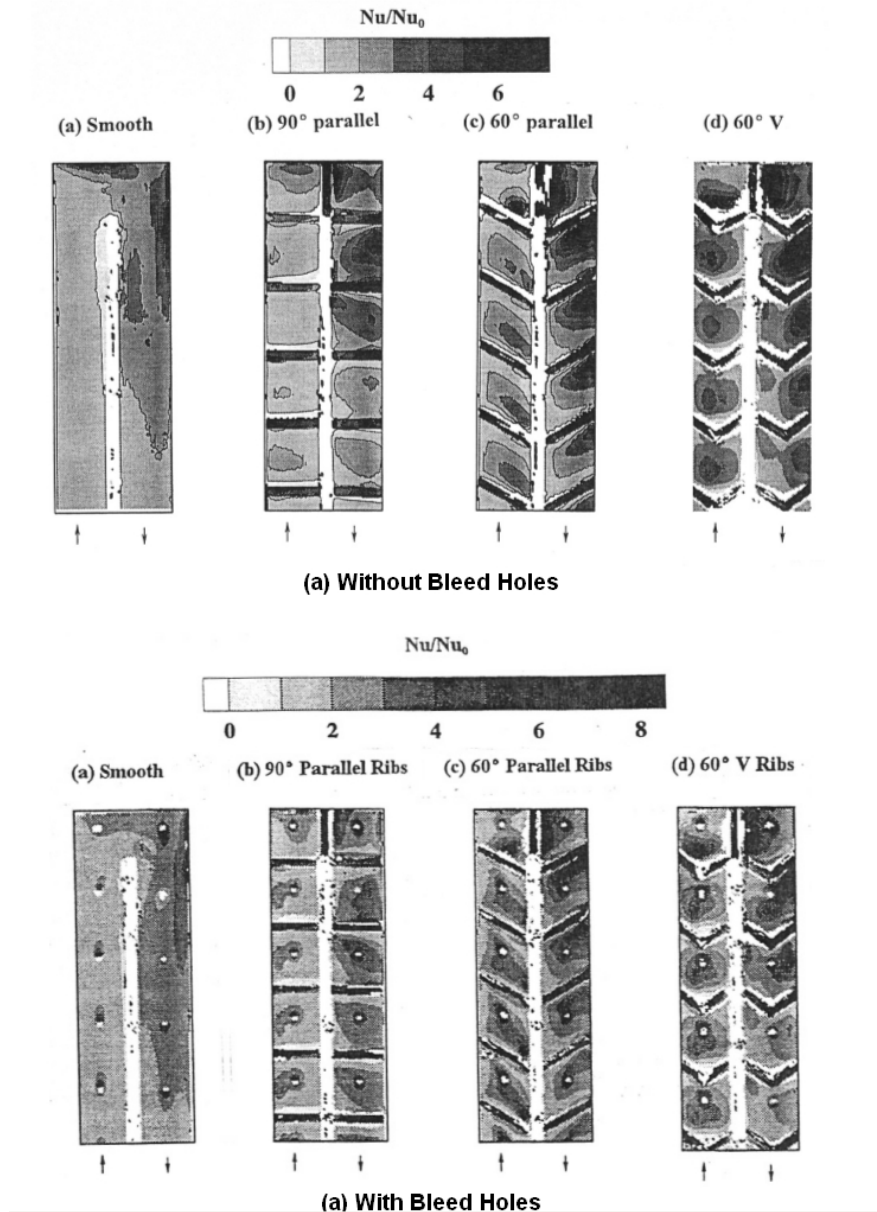 Nu/Nu₀
0 2 4 6
(a) Smooth (b) 90° parallel (c) 60° parallel (d) 60° V
(a) Without Bleed Holes
Nu/Nu₀
0 2 4 6 8
(a) Smooth (b) 90° Parallel Ribs (c) 60° Parallel Ribs (d) 60° V Ribs
(a) With Bleed Holes